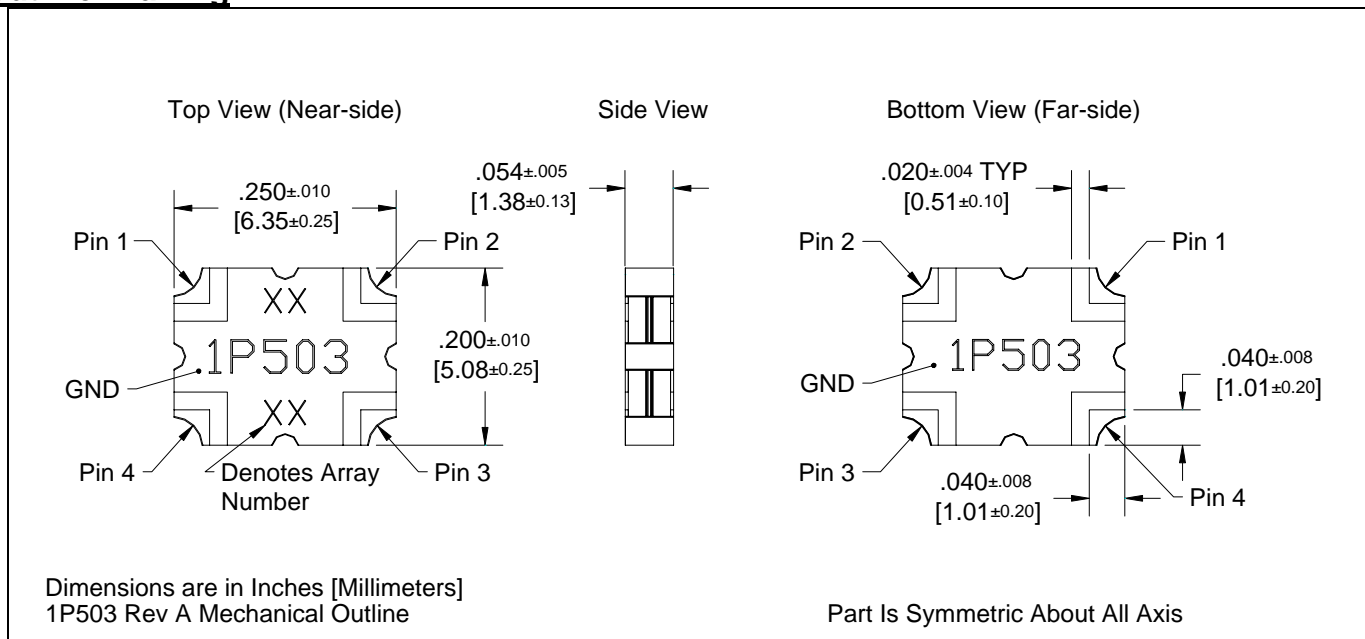 Top View (Near-side)
Side View
Bottom View (Far-side)
.250±.010
[6.35±0.25]
.054±.005
[1.38±0.13]
.020±.004 TYP
[0.51±0.10]
Pin 1
Pin 2
Pin 2
Pin 1
XX
1P503
.200±.010
[5.08±0.25]
1P503
GND
GND
.040±.008
[1.01±0.20]
XX
Pin 4
Denotes Array
Number
Pin 3
Pin 3
.040±.008
[1.01±0.20]
Pin 4
Dimensions are in Inches [Millimeters]
1P503 Rev A Mechanical Outline
Part Is Symmetric About All Axis